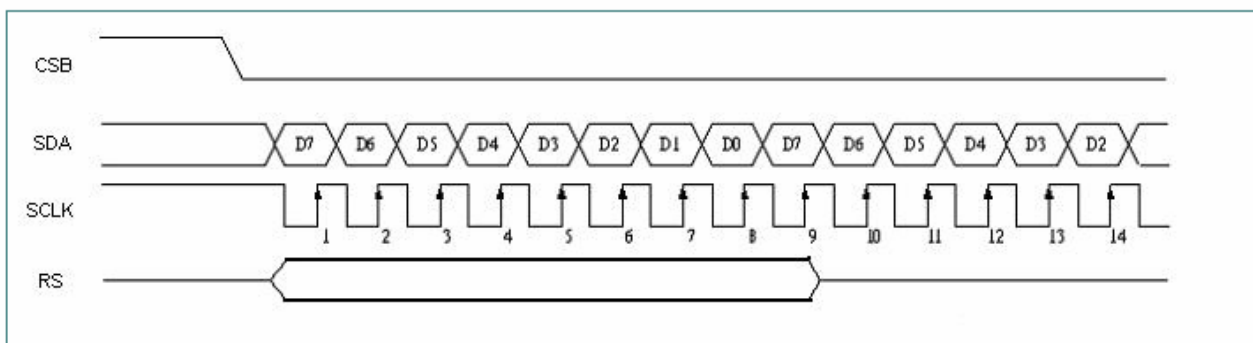 CSB
SDA D7 D6 D5 D4 D3 D2 D1 D0 D7 D6 D5 D4 D3 D2
SCLK
1 2 3 4 5 6 7 8 9 10 11 12 13 14
RS